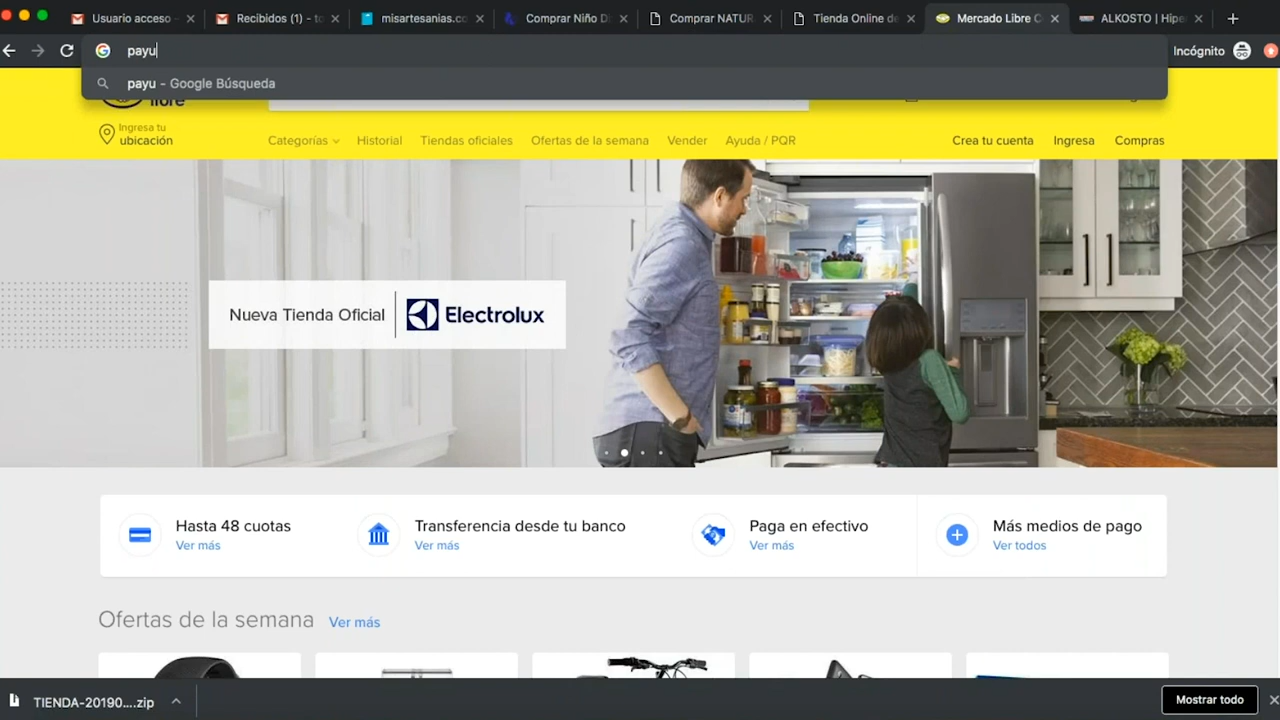 Usuario acceso
Recibidos (1) - to
misartesanias.co
Comprar Niño Di
Comprar NATUR
Tienda Online de
Mercado Libre C
ALKOSTO | Hipe
payu
Incógnito
payu - Google Búsqueda
libre
Ingresa tu
ubicación
Categorías
Historial
Tiendas oficiales
Ofertas de la semana
Vender
Ayuda / PQR
Crea tu cuenta
Ingresa
Compras
Nueva Tienda Oficial
Electrolux
Hasta 48 cuotas
Ver más
Transferencia desde tu banco
Ver más
Paga en efectivo
Ver más
Más medios de pago
Ver todos
Ofertas de la semana
Ver más
TIENDA-20190....zip
Mostrar todo